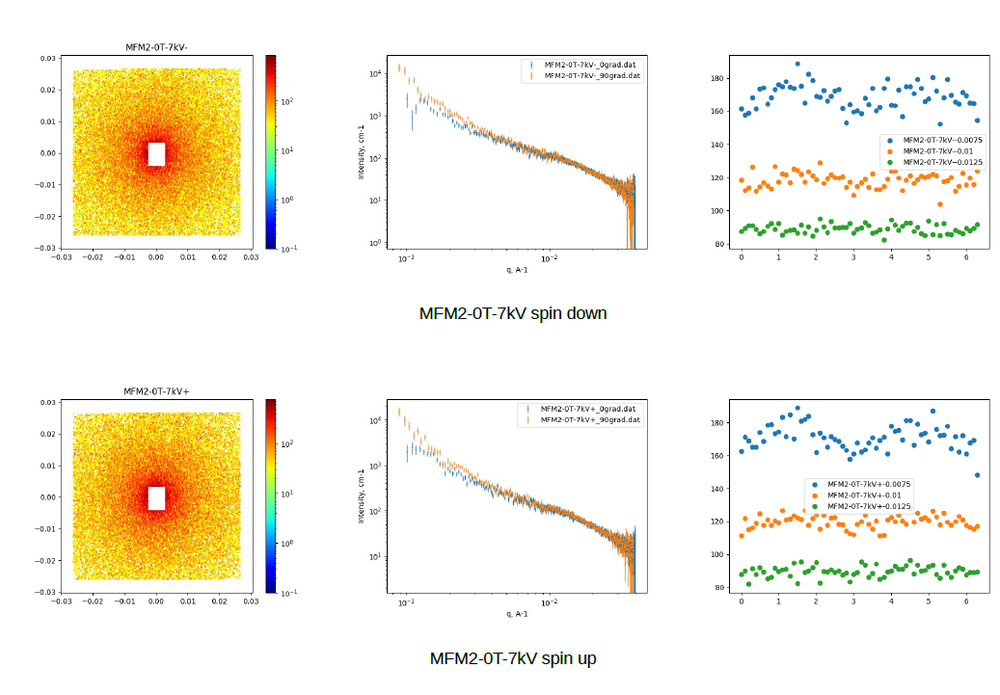 MFM2-0T-7kV-
0.03
0.02
0.01
0.00
−0.01
−0.02
−0.03
−0.03 −0.02 −0.01 0.00 0.01 0.02 0.03
10²
10¹
10⁰
10⁻¹
Intensity, cm-1
10⁴
10³
10²
10¹
10⁰
MFM2-0T-7kV-_0grad.dat
MFM2-0T-7kV-_90grad.dat
10⁻³ 10⁻²
q, A-1
180
160
140
120
100
80
MFM2-0T-7kV--0.0075
MFM2-0T-7kV--0.01
MFM2-0T-7kV--0.0125
0 1 2 3 4 5 6
MFM2-0T-7kV spin down
MFM2-0T-7kV+
0.03
0.02
0.01
0.00
−0.01
−0.02
−0.03
−0.03 −0.02 −0.01 0.00 0.01 0.02 0.03
10²
10¹
10⁰
10⁻¹
Intensity, cm-1
10⁴
10³
10²
10¹
MFM2-0T-7kV+_0grad.dat
MFM2-0T-7kV+_90grad.dat
10⁻³ 10⁻²
q, A-1
180
160
140
120
100
80
MFM2-0T-7kV+-0.0075
MFM2-0T-7kV+-0.01
MFM2-0T-7kV+-0.0125
0 1 2 3 4 5 6
MFM2-0T-7kV spin up